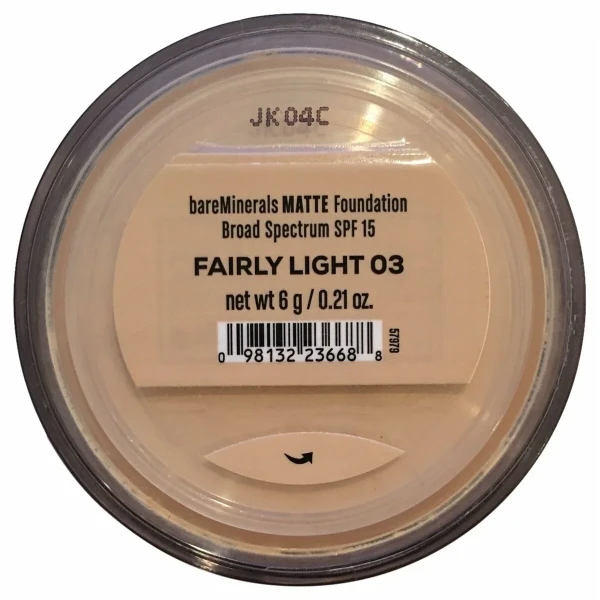 JK04C
bareMinerals MATTE Foundation
Broad Spectrum SPF 15
FAIRLY LIGHT 03
net wt 6 g / 0.21 oz.
57979
0 98132 23668 8